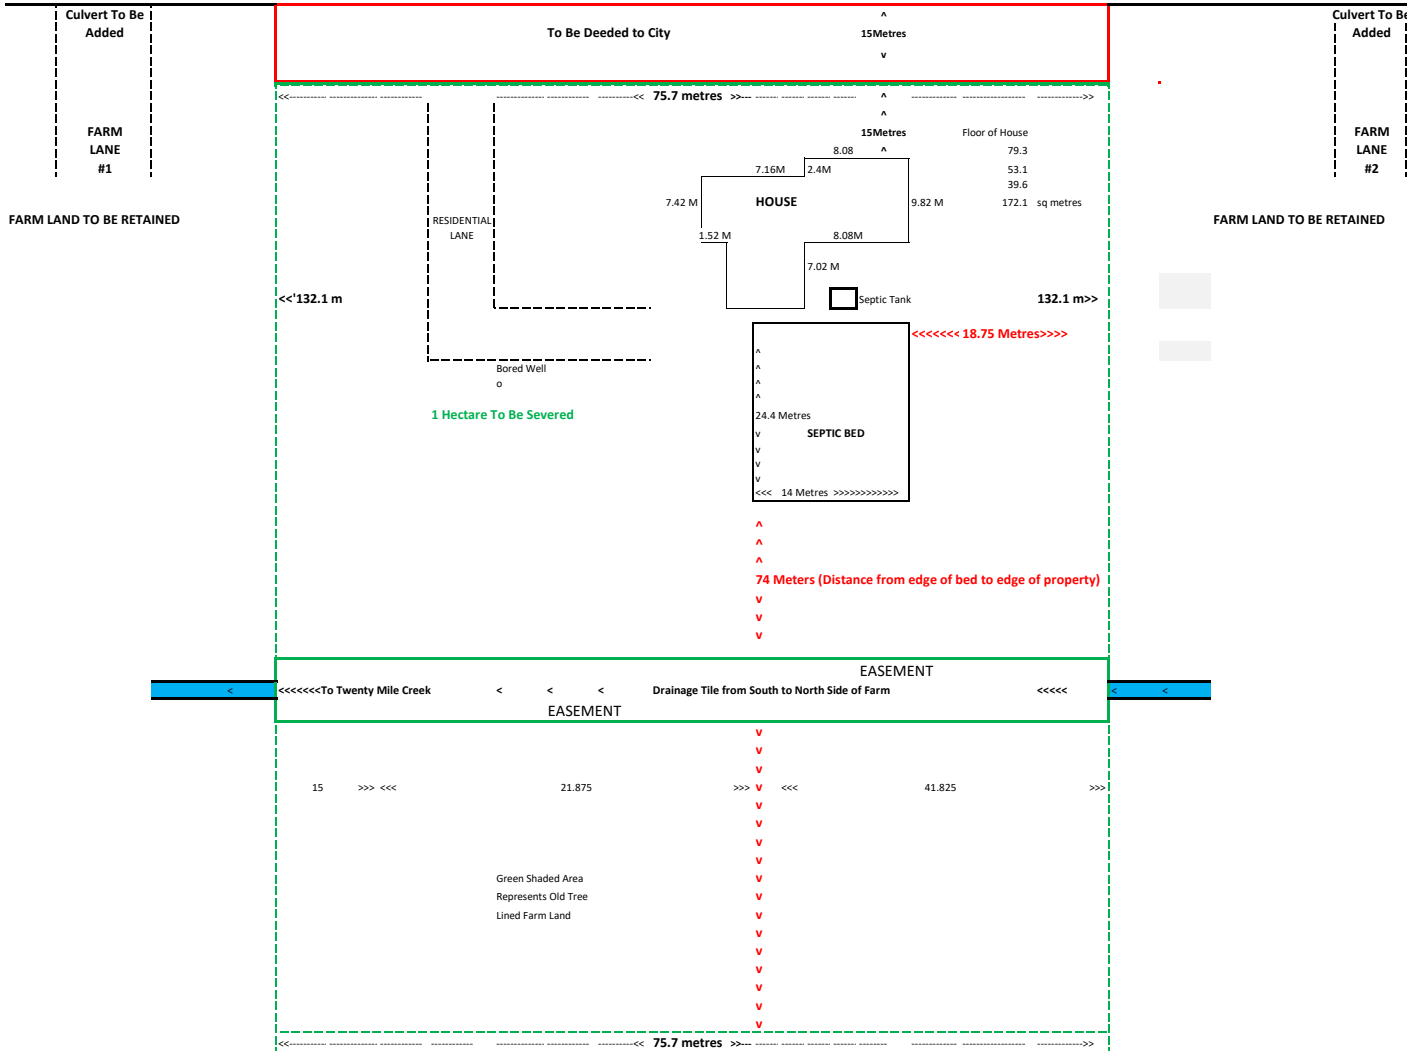 Culvert To Be
Added
To Be Deeded to City
^
15Metres
v
Culvert To Be
Added
<<----------- ---------------- ------------- ------------- ------------- ----------<< 75.7 metres >>--- ------- ------- ------- ------- ^ -------------- ------------------- ------------->>
^
FARM
LANE
#1
15Metres
^
Floor of House
79.3
53.1
39.6
172.1 sq metres
FARM
LANE
#2
8.08
7.16M
2.4M
7.42 M
HOUSE
9.82 M
FARM LAND TO BE RETAINED
RESIDENTIAL
LANE
1.52 M
8.08M
FARM LAND TO BE RETAINED
7.02 M
<<'132.1 m
Septic Tank
132.1 m>>
<<<<<<< 18.75 Metres>>>>
^
^
^
^
Bored Well
o
1 Hectare To Be Severed
24.4 Metres
v SEPTIC BED
v
v
v
<<< 14 Metres >>>>>>>>>>>>
^
^
^
74 Meters (Distance from edge of bed to edge of property)
v
v
v
EASEMENT
< <<<<<<<To Twenty Mile Creek < < < Drainage Tile from South to North Side of Farm <<<<< < <
EASEMENT
v
v
v
15 >>> <<< 21.875 >>> v <<< 41.825 >>>
v
v
v
v
Green Shaded Area
Represents Old Tree
Lined Farm Land
v
v
v
v
v
v
v
v
v
<<----------- ---------------- ------------- ------------- ------------- ------------- ----------<< 75.7 metres >>--- ------- ------- ------- ------- -------------- ------------------- ------------->>